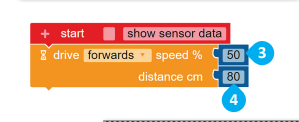 + start show sensor data
drive forwards speed % 50 3
distance cm 80
4